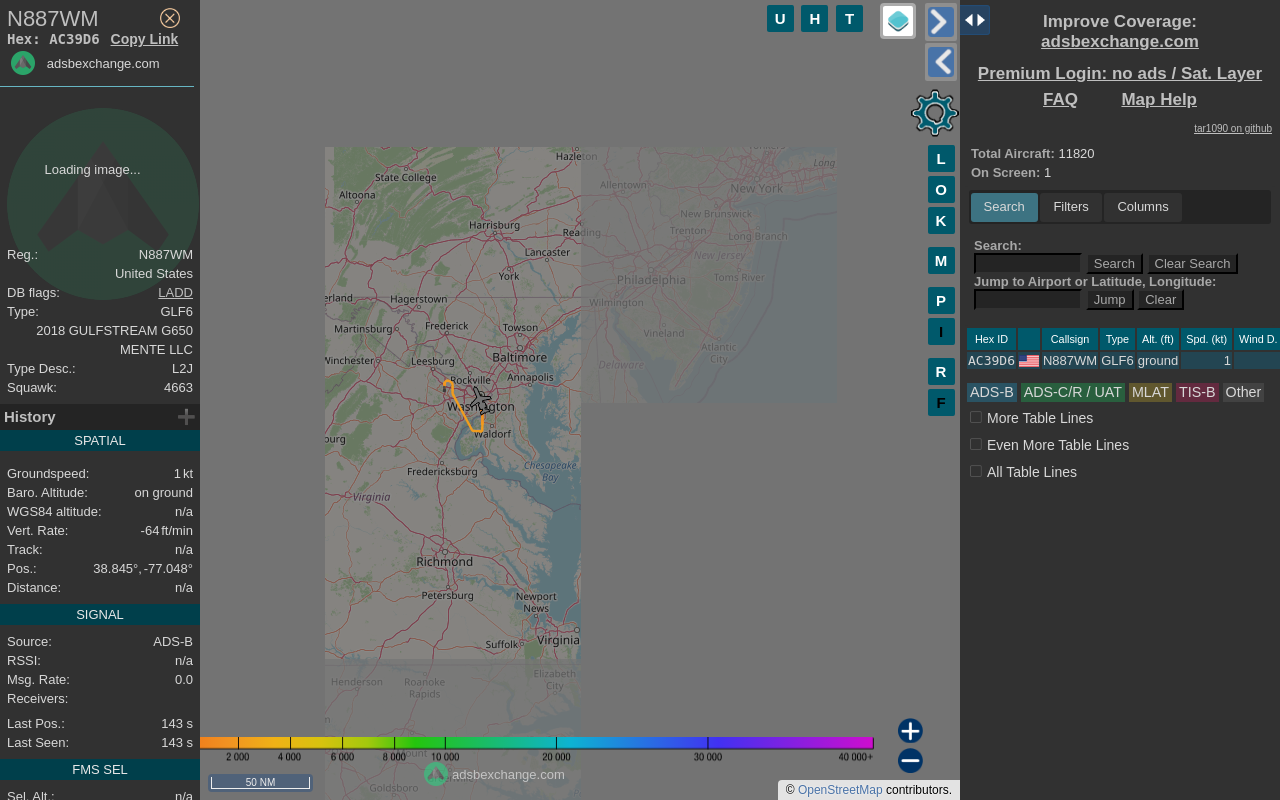 N887WM
Hex: AC39D6 Copy Link
adsbexchange.com
Loading image...
Reg.: N887WM
United States
DB flags: LADD
Type: GLF6
2018 GULFSTREAM G650
MENTE LLC
Type Desc.: L2J
Squawk: 4663
History
SPATIAL
Groundspeed: 1 kt
Baro. Altitude: on ground
WGS84 altitude: n/a
Vert. Rate: -64 ft/min
Track: n/a
Pos.: 38.845°, -77.048°
Distance: n/a
SIGNAL
Source: ADS-B
RSSI: n/a
Msg. Rate: 0.0
Receivers:
Last Pos.: 143 s
Last Seen: 143 s
FMS SEL
Sel. Alt.: n/a
U H T
L
O
K
M
P
I
R
F
Hazleton
State College
Altoona
Allentown
New York
Long
Harrisburg
Reading
New Brunswick
Trenton
Long Branch
Lancaster
New Jersey
York
Philadelphia
Toms River
erland
Hagerstown
Wilmington
Martinsburg
Frederick
Towson
Vineland
Winchester
Leesburg
Baltimore
Atlantic
City
Delaware
Rockville
Annapolis
Washington
Waldorf
burg
Fredericksburg
Chesapeake
Bay
Virginia
Richmond
Petersburg
Newport
News
Suffolk
Virginia
Henderson
Roanoke
Rapids
Elizabeth
City
ount
Goldsboro
2 000 4 000 6 000 8 000 10 000 20 000 30 000 40 000+
adsbexchange.com
50 NM
© OpenStreetMap contributors.
Improve Coverage:
adsbexchange.com
Premium Login: no ads / Sat. Layer
FAQ Map Help
tar1090 on github
Total Aircraft: 11820
On Screen: 1
Search Filters Columns
Search:
Search Clear Search
Jump to Airport or Latitude, Longitude:
Jump Clear
Hex ID Callsign Type Alt. (ft) Spd. (kt) Wind D.
AC39D6 N887WM GLF6 ground 1
ADS-B ADS-C/R / UAT MLAT TIS-B Other
More Table Lines
Even More Table Lines
All Table Lines